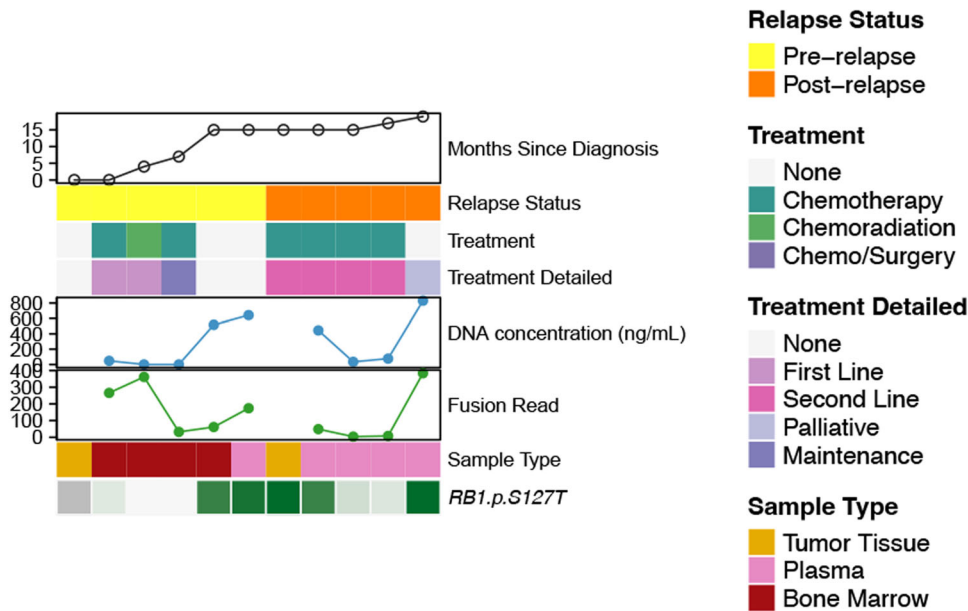 15
10
5
0
Months Since Diagnosis
Relapse Status
Treatment
Treatment Detailed
800
600
400
200
0
DNA concentration (ng/mL)
400
300
200
100
0
Fusion Read
Sample Type
RB1.p.S127T
Relapse Status
Pre−relapse
Post−relapse
Treatment
None
Chemotherapy
Chemoradiation
Chemo/Surgery
Treatment Detailed
None
First Line
Second Line
Palliative
Maintenance
Sample Type
Tumor Tissue
Plasma
Bone Marrow